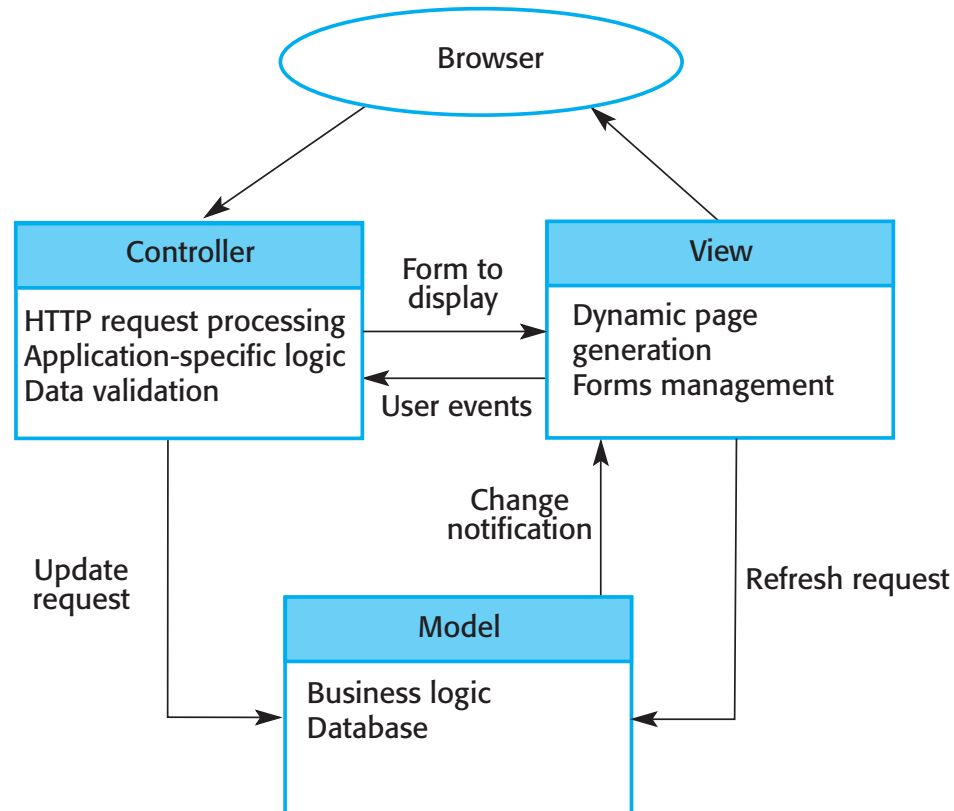 Browser
Controller
HTTP request processing
Application-specific logic
Data validation
Form to
display
User events
View
Dynamic page
generation
Forms management
Update
request
Change
notification
Refresh request
Model
Business logic
Database